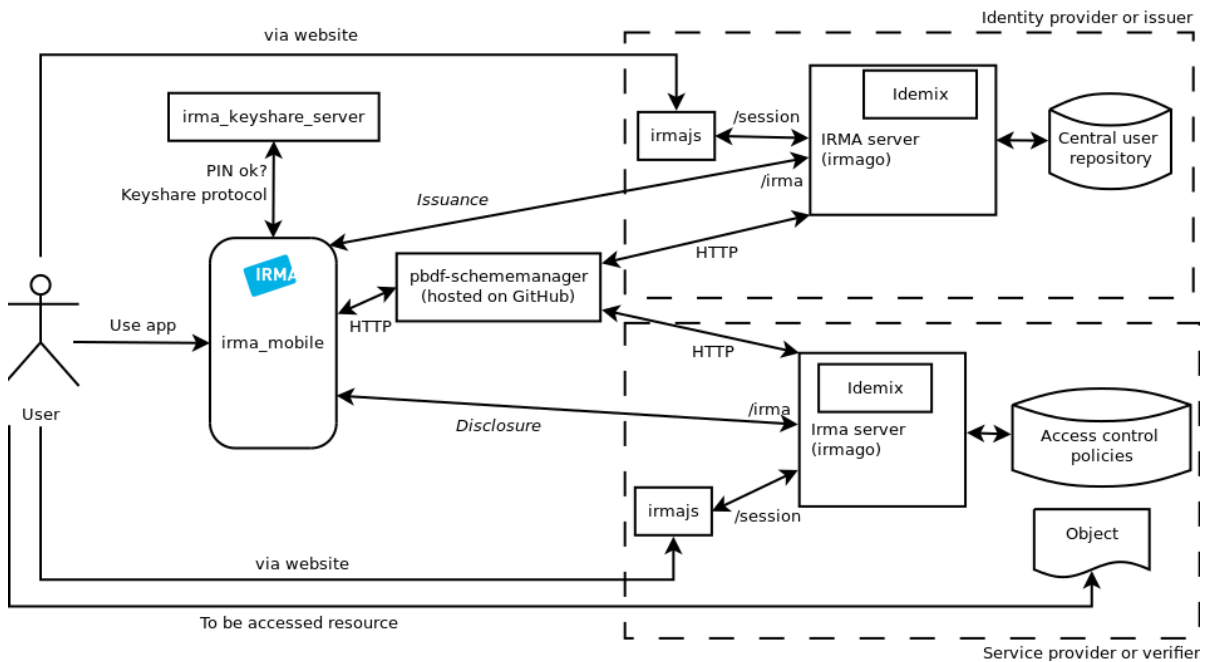 Identity provider or issuer
via website
Idemix
irma_keyshare_server
/session
irmajs
IRMA server
(irmago)
Central user
repository
PIN ok?
Keyshare protocol
/irma
Issuance
HTTP
IRMA
pbdf-schememanager
(hosted on GitHub)
Use app
HTTP
irma_mobile
HTTP
Idemix
User
/irma
Disclosure
Irma server
(irmago)
Access control
policies
irmajs
/session
Object
via website
To be accessed resource
Service provider or verifier